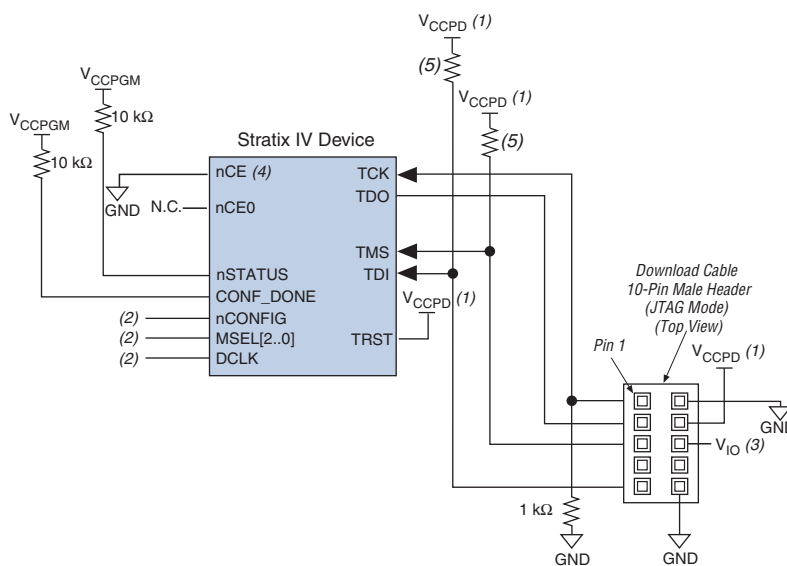 VCCPD (1)
(5)
VCCPGM
10 kΩ
VCCPD (1)
(5)
VCCPGM
10 kΩ
Stratix IV Device
nCE (4)
TCK
GND
TDO
N.C.
nCE0
TMS
nSTATUS
TDI
CONF_DONE
VCCPD (1)
(2)
nCONFIG
(2)
MSEL[2..0]
TRST
(2)
DCLK
Download Cable
10-Pin Male Header
(JTAG Mode)
(Top View)
Pin 1
VCCPD (1)
GND
VIO (3)
1 kΩ
GND
GND